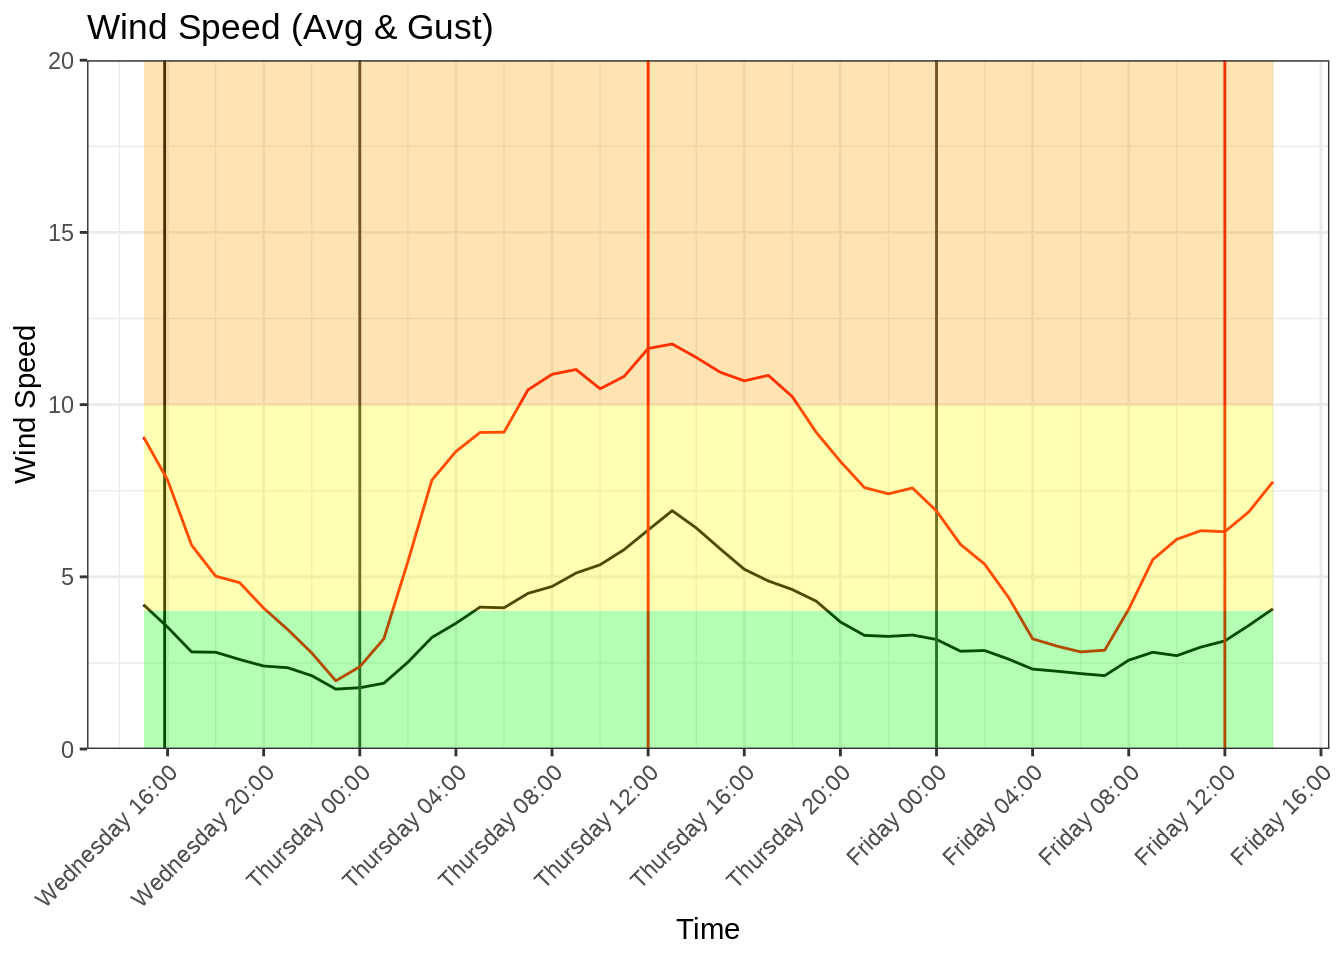 Wind Speed (Avg & Gust)
20
15
10
5
0
Wind Speed
Wednesday 16:00
Wednesday 20:00
Thursday 00:00
Thursday 04:00
Thursday 08:00
Thursday 12:00
Thursday 16:00
Thursday 20:00
Friday 00:00
Friday 04:00
Friday 08:00
Friday 12:00
Friday 16:00
Time